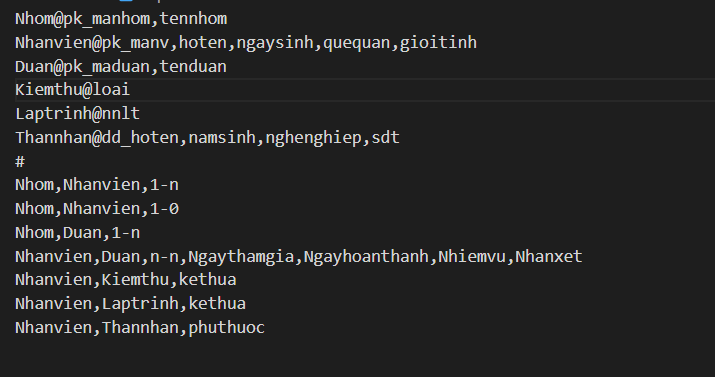 Nhom@pk_manhom,tennhom
Nhanvien@pk_manv,hoten,ngaysinh,quequan,gioitinh
Duan@pk_maduan,tenduan
Kiemthu@loai
Laptrinh@nnlt
Thannhan@dd_hoten,namsinh,nghenghiep,sdt
#
Nhom,Nhanvien,1-n
Nhom,Nhanvien,1-0
Nhom,Duan,1-n
Nhanvien,Duan,n-n,Ngaythamgia,Ngayhoanthanh,Nhiemvu,Nhanxet
Nhanvien,Kiemthu,kethua
Nhanvien,Laptrinh,kethua
Nhanvien,Thannhan,phuthuoc